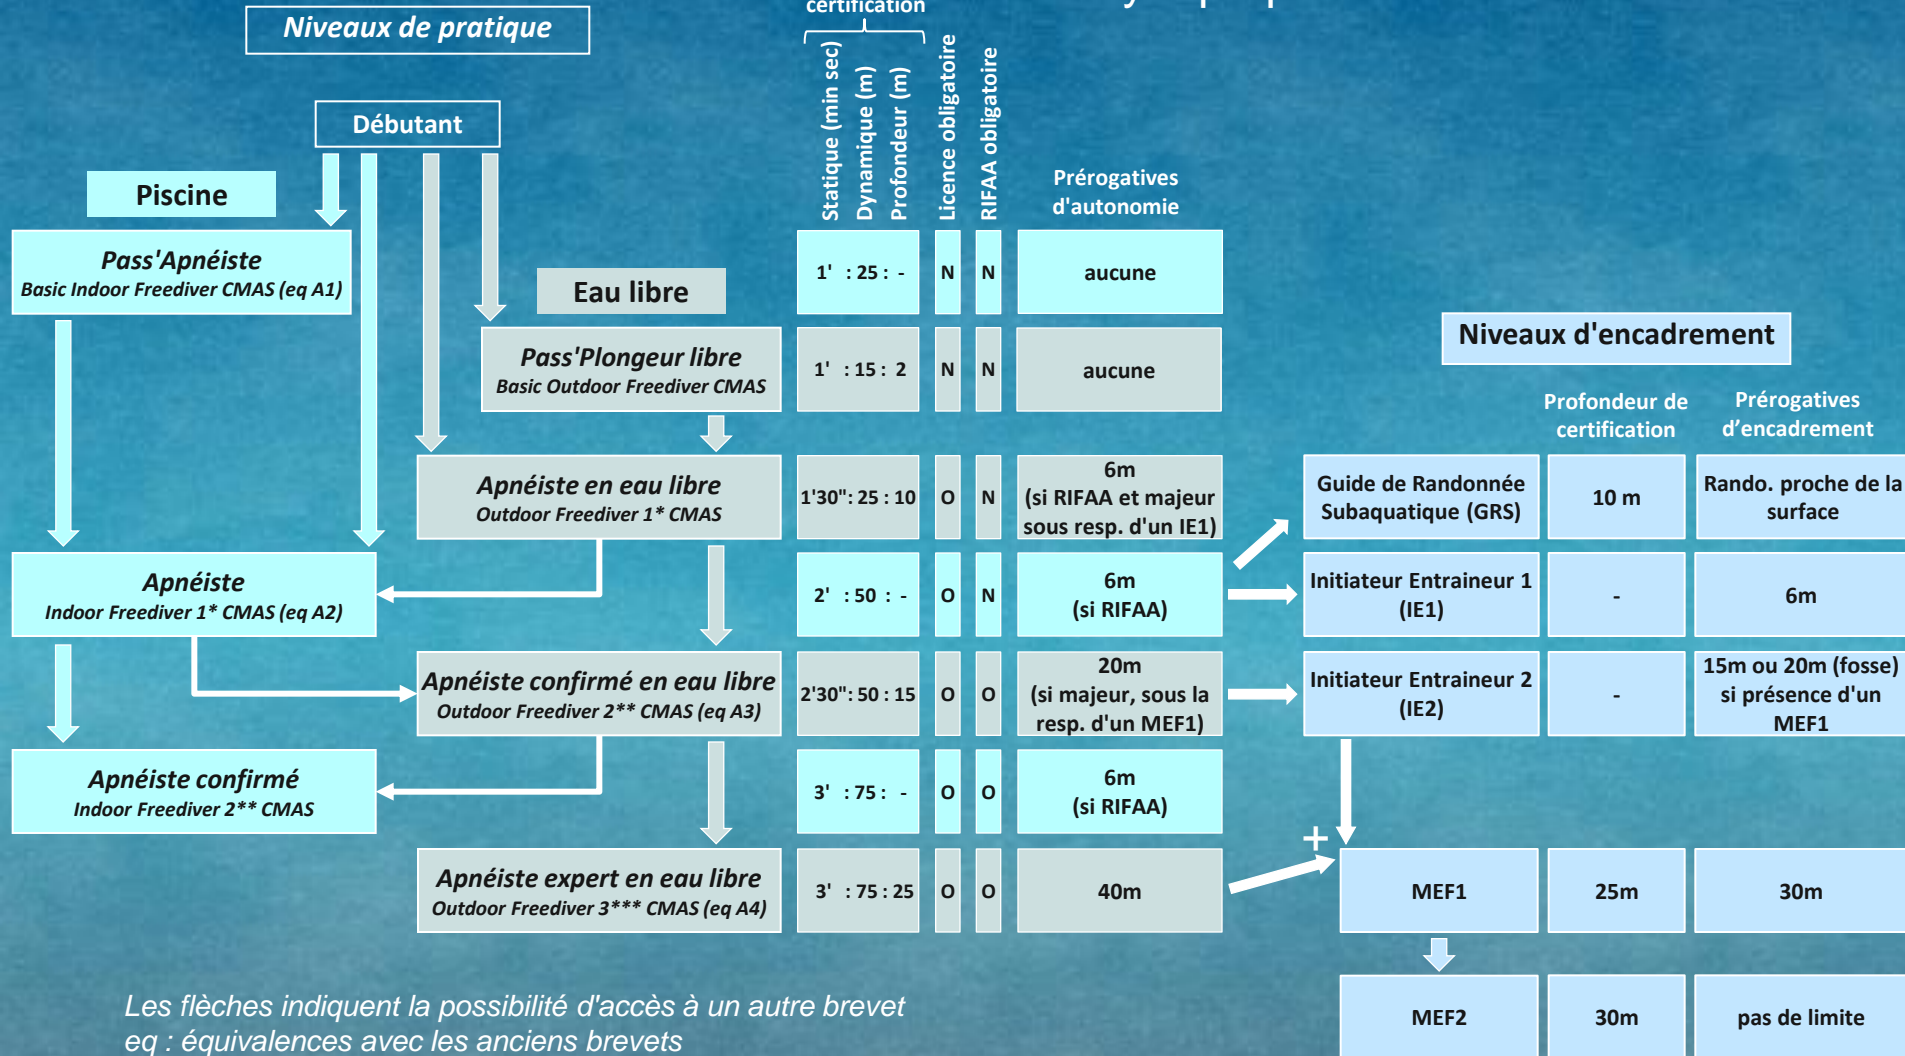 certification
Niveaux de pratique
Statique (min sec)
Dynamique (m)
Profondeur (m)
Licence obligatoire
RIFAA obligatoire
Débutant
Prérogatives
d'autonomie
Piscine
Pass'Apnéiste
Basic Indoor Freediver CMAS (eq A1)
1' : 25 : -
N
N
aucune
Eau libre
Pass'Plongeur libre
Basic Outdoor Freediver CMAS
1' : 15 : 2
N
N
aucune
Niveaux d'encadrement
Profondeur de
certification
Prérogatives
d’encadrement
Apnéiste en eau libre
Outdoor Freediver 1* CMAS
1'30" : 25 : 10
O
N
6m
(si RIFAA et majeur
sous resp. d'un IE1)
Guide de Randonnée
Subaquatique (GRS)
10 m
Rando. proche de la
surface
Apnéiste
Indoor Freediver 1* CMAS (eq A2)
2' : 50 : -
O
N
6m
(si RIFAA)
Initiateur Entraineur 1
(IE1)
-
6m
Apnéiste confirmé en eau libre
Outdoor Freediver 2** CMAS (eq A3)
2'30" : 50 : 15
O
O
20m
(si majeur, sous la
resp. d'un MEF1)
Initiateur Entraineur 2
(IE2)
-
15m ou 20m (fosse)
si présence d'un
MEF1
Apnéiste confirmé
Indoor Freediver 2** CMAS
3' : 75 : -
O
O
6m
(si RIFAA)
+
Apnéiste expert en eau libre
Outdoor Freediver 3*** CMAS (eq A4)
3' : 75 : 25
O
O
40m
MEF1
25m
30m
MEF2
30m
pas de limite
Les flèches indiquent la possibilité d'accès à un autre brevet
eq : équivalences avec les anciens brevets